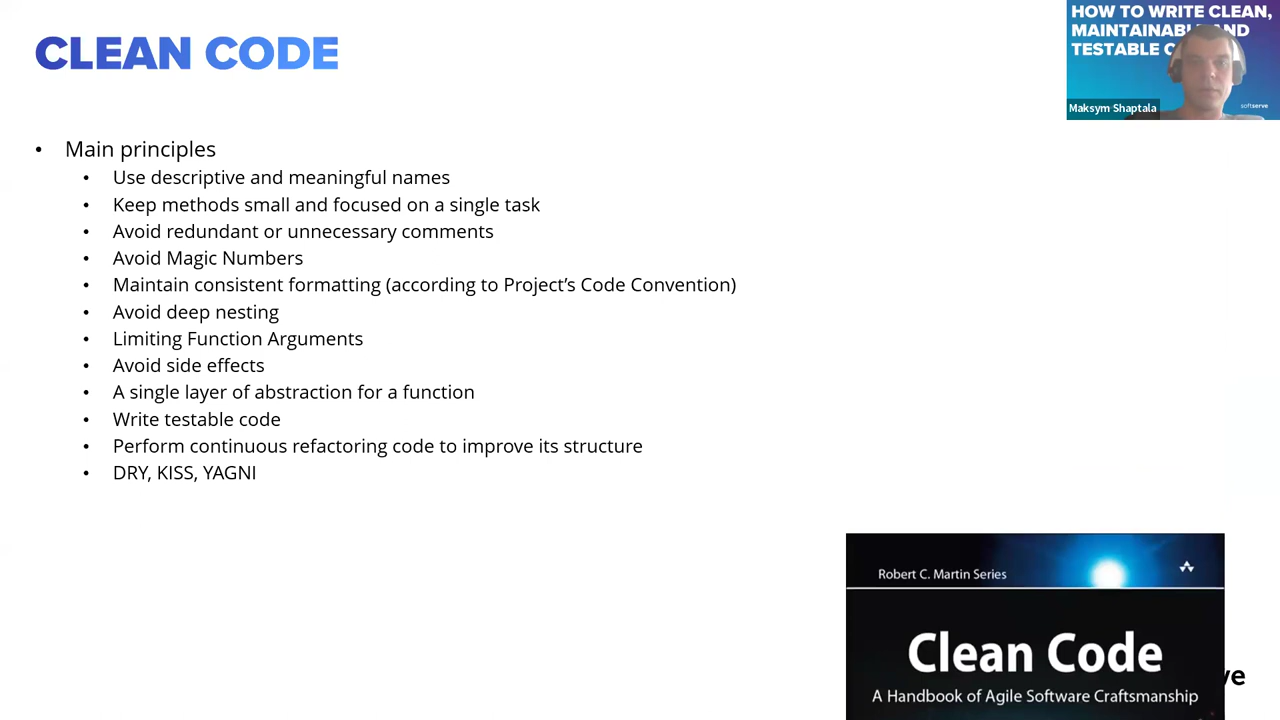 CLEAN CODE
HOW TO WRITE CLEAN,
AND
TESTABLE
Maksym Shaptala
softserve
• Main principles
• Use descriptive and meaningful names
• Keep methods small and focused on a single task
• Avoid redundant or unnecessary comments
• Avoid Magic Numbers
• Maintain consistent formatting (according to Project’s Code Convention)
• Avoid deep nesting
• Limiting Function Arguments
• Avoid side effects
• A single layer of abstraction for a function
• Write testable code
• Perform continuous refactoring code to improve its structure
• DRY, KISS, YAGNI
Robert C. Martin Series
Clean Code
A Handbook of Agile Software Craftsmanship